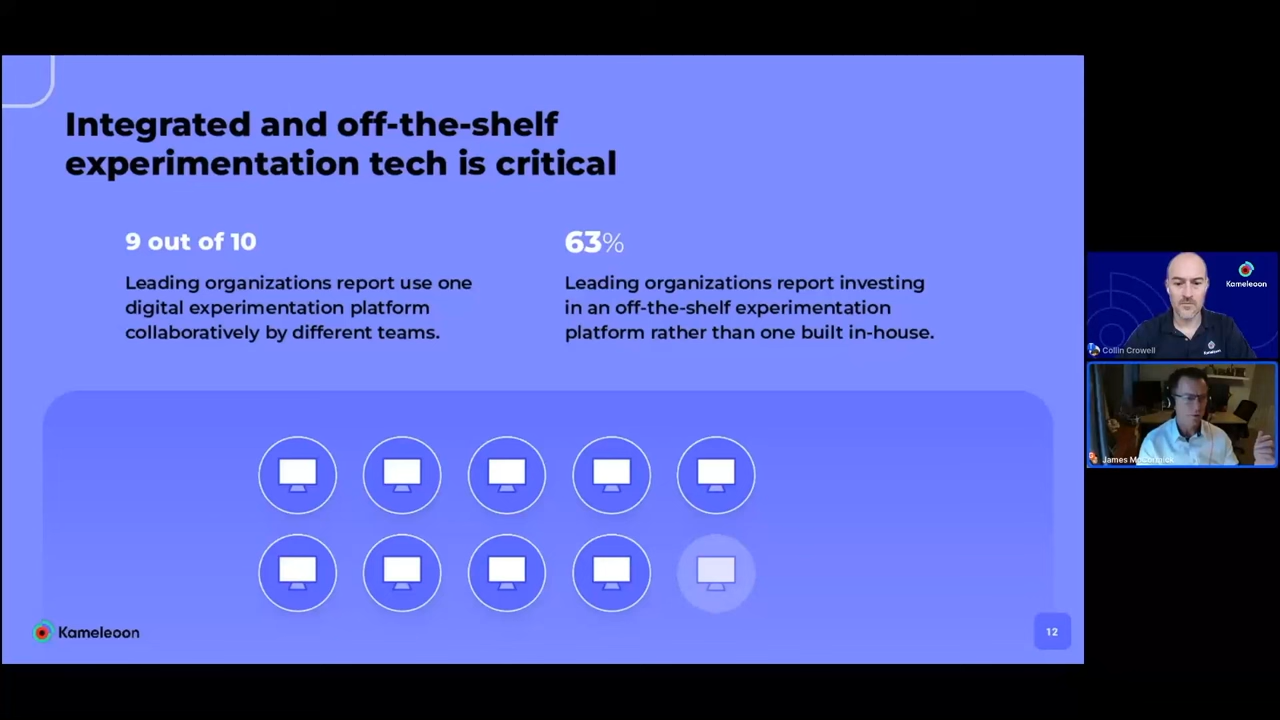 Integrated and off-the-shelf
experimentation tech is critical
9 out of 10
Leading organizations report use one
digital experimentation platform
collaboratively by different teams.
63%
Leading organizations report investing
in an off-the-shelf experimentation
platform rather than one built in-house.
Kameleoon
12
Kameleoon
Collin Crowell
James